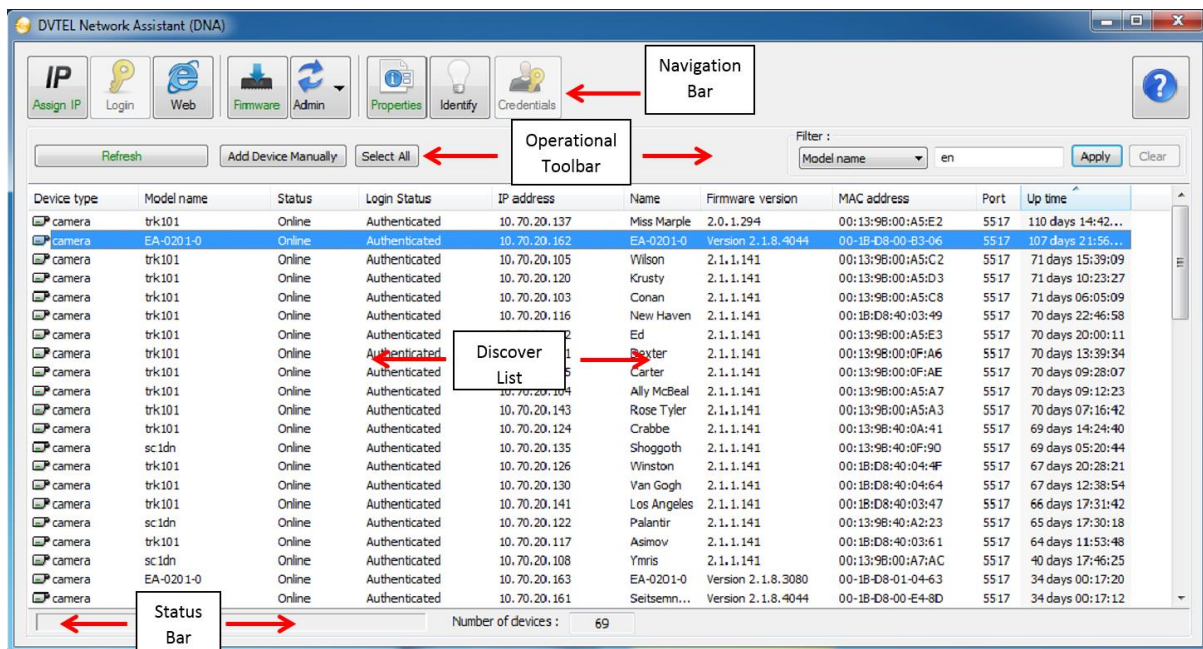 DVTEL Network Assistant (DNA)
IP
Assign IP Login Web Firmware Admin Properties Identify Credentials
Navigation
Bar
?
Refresh Add Device Manually Select All
Operational
Toolbar
Filter :
Model name en Apply Clear
Device type Model name Status Login Status IP address Name Firmware version MAC address Port Up time
camera trk101 Online Authenticated 10.70.20.137 Miss Marple 2.0.1.294 00:13:9B:00:A5:E2 5517 110 days 14:42...
camera EA-0201-0 Online Authenticated 10.70.20.162 EA-0201-0 Version 2.1.8.4044 00-1B-D8-00-B3-06 5517 107 days 21:56...
camera trk101 Online Authenticated 10.70.20.105 Wilson 2.1.1.141 00:13:9B:00:A5:C2 5517 71 days 15:39:09
camera trk101 Online Authenticated 10.70.20.120 Krusty 2.1.1.141 00:13:9B:00:A5:D3 5517 71 days 10:23:27
camera trk101 Online Authenticated 10.70.20.103 Conan 2.1.1.141 00:13:9B:00:A5:C8 5517 71 days 06:05:09
camera trk101 Online Authenticated 10.70.20.116 New Haven 2.1.1.141 00:1B:D8:40:03:49 5517 70 days 22:46:58
camera trk101 Online Authenticated 2 Ed 2.1.1.141 00:13:9B:00:A5:E3 5517 70 days 20:00:11
camera trk101 Online Authenticated 1 Dexter 2.1.1.141 00:13:9B:00:0F:A6 5517 70 days 13:39:34
camera trk101 Online Authenticated 5 Carter 2.1.1.141 00:13:9B:00:0F:AE 5517 70 days 09:28:07
Discover
List
camera trk101 Online Authenticated 10.70.20.104 Ally McBeal 2.1.1.141 00:13:9B:00:A5:A7 5517 70 days 09:12:23
camera trk101 Online Authenticated 10.70.20.143 Rose Tyler 2.1.1.141 00:13:9B:00:A5:A3 5517 70 days 07:16:42
camera trk101 Online Authenticated 10.70.20.124 Crabbe 2.1.1.141 00:13:9B:40:0A:41 5517 69 days 14:24:40
camera sc1dn Online Authenticated 10.70.20.135 Shoggoth 2.1.1.141 00:13:9B:40:0F:90 5517 69 days 05:20:44
camera trk101 Online Authenticated 10.70.20.126 Winston 2.1.1.141 00:1B:D8:40:04:4F 5517 67 days 20:28:21
camera trk101 Online Authenticated 10.70.20.130 Van Gogh 2.1.1.141 00:1B:D8:40:04:64 5517 67 days 12:38:54
camera trk101 Online Authenticated 10.70.20.141 Los Angeles 2.1.1.141 00:1B:D8:40:03:47 5517 66 days 17:31:42
camera sc1dn Online Authenticated 10.70.20.122 Palantir 2.1.1.141 00:13:9B:40:A2:23 5517 65 days 17:30:18
camera trk101 Online Authenticated 10.70.20.117 Asimov 2.1.1.141 00:1B:D8:40:03:61 5517 64 days 11:53:48
camera sc1dn Online Authenticated 10.70.20.108 Ymris 2.1.1.141 00:13:9B:00:A7:AC 5517 40 days 17:46:25
camera EA-0201-0 Online Authenticated 10.70.20.163 EA-0201-0 Version 2.1.8.3080 00-1B-D8-01-04-63 5517 34 days 00:17:20
camera Online Authenticated 10.70.20.161 Seitsemn... Version 2.1.8.4044 00-1B-D8-00-E4-8D 5517 34 days 00:17:12
Status
Bar
Number of devices : 69